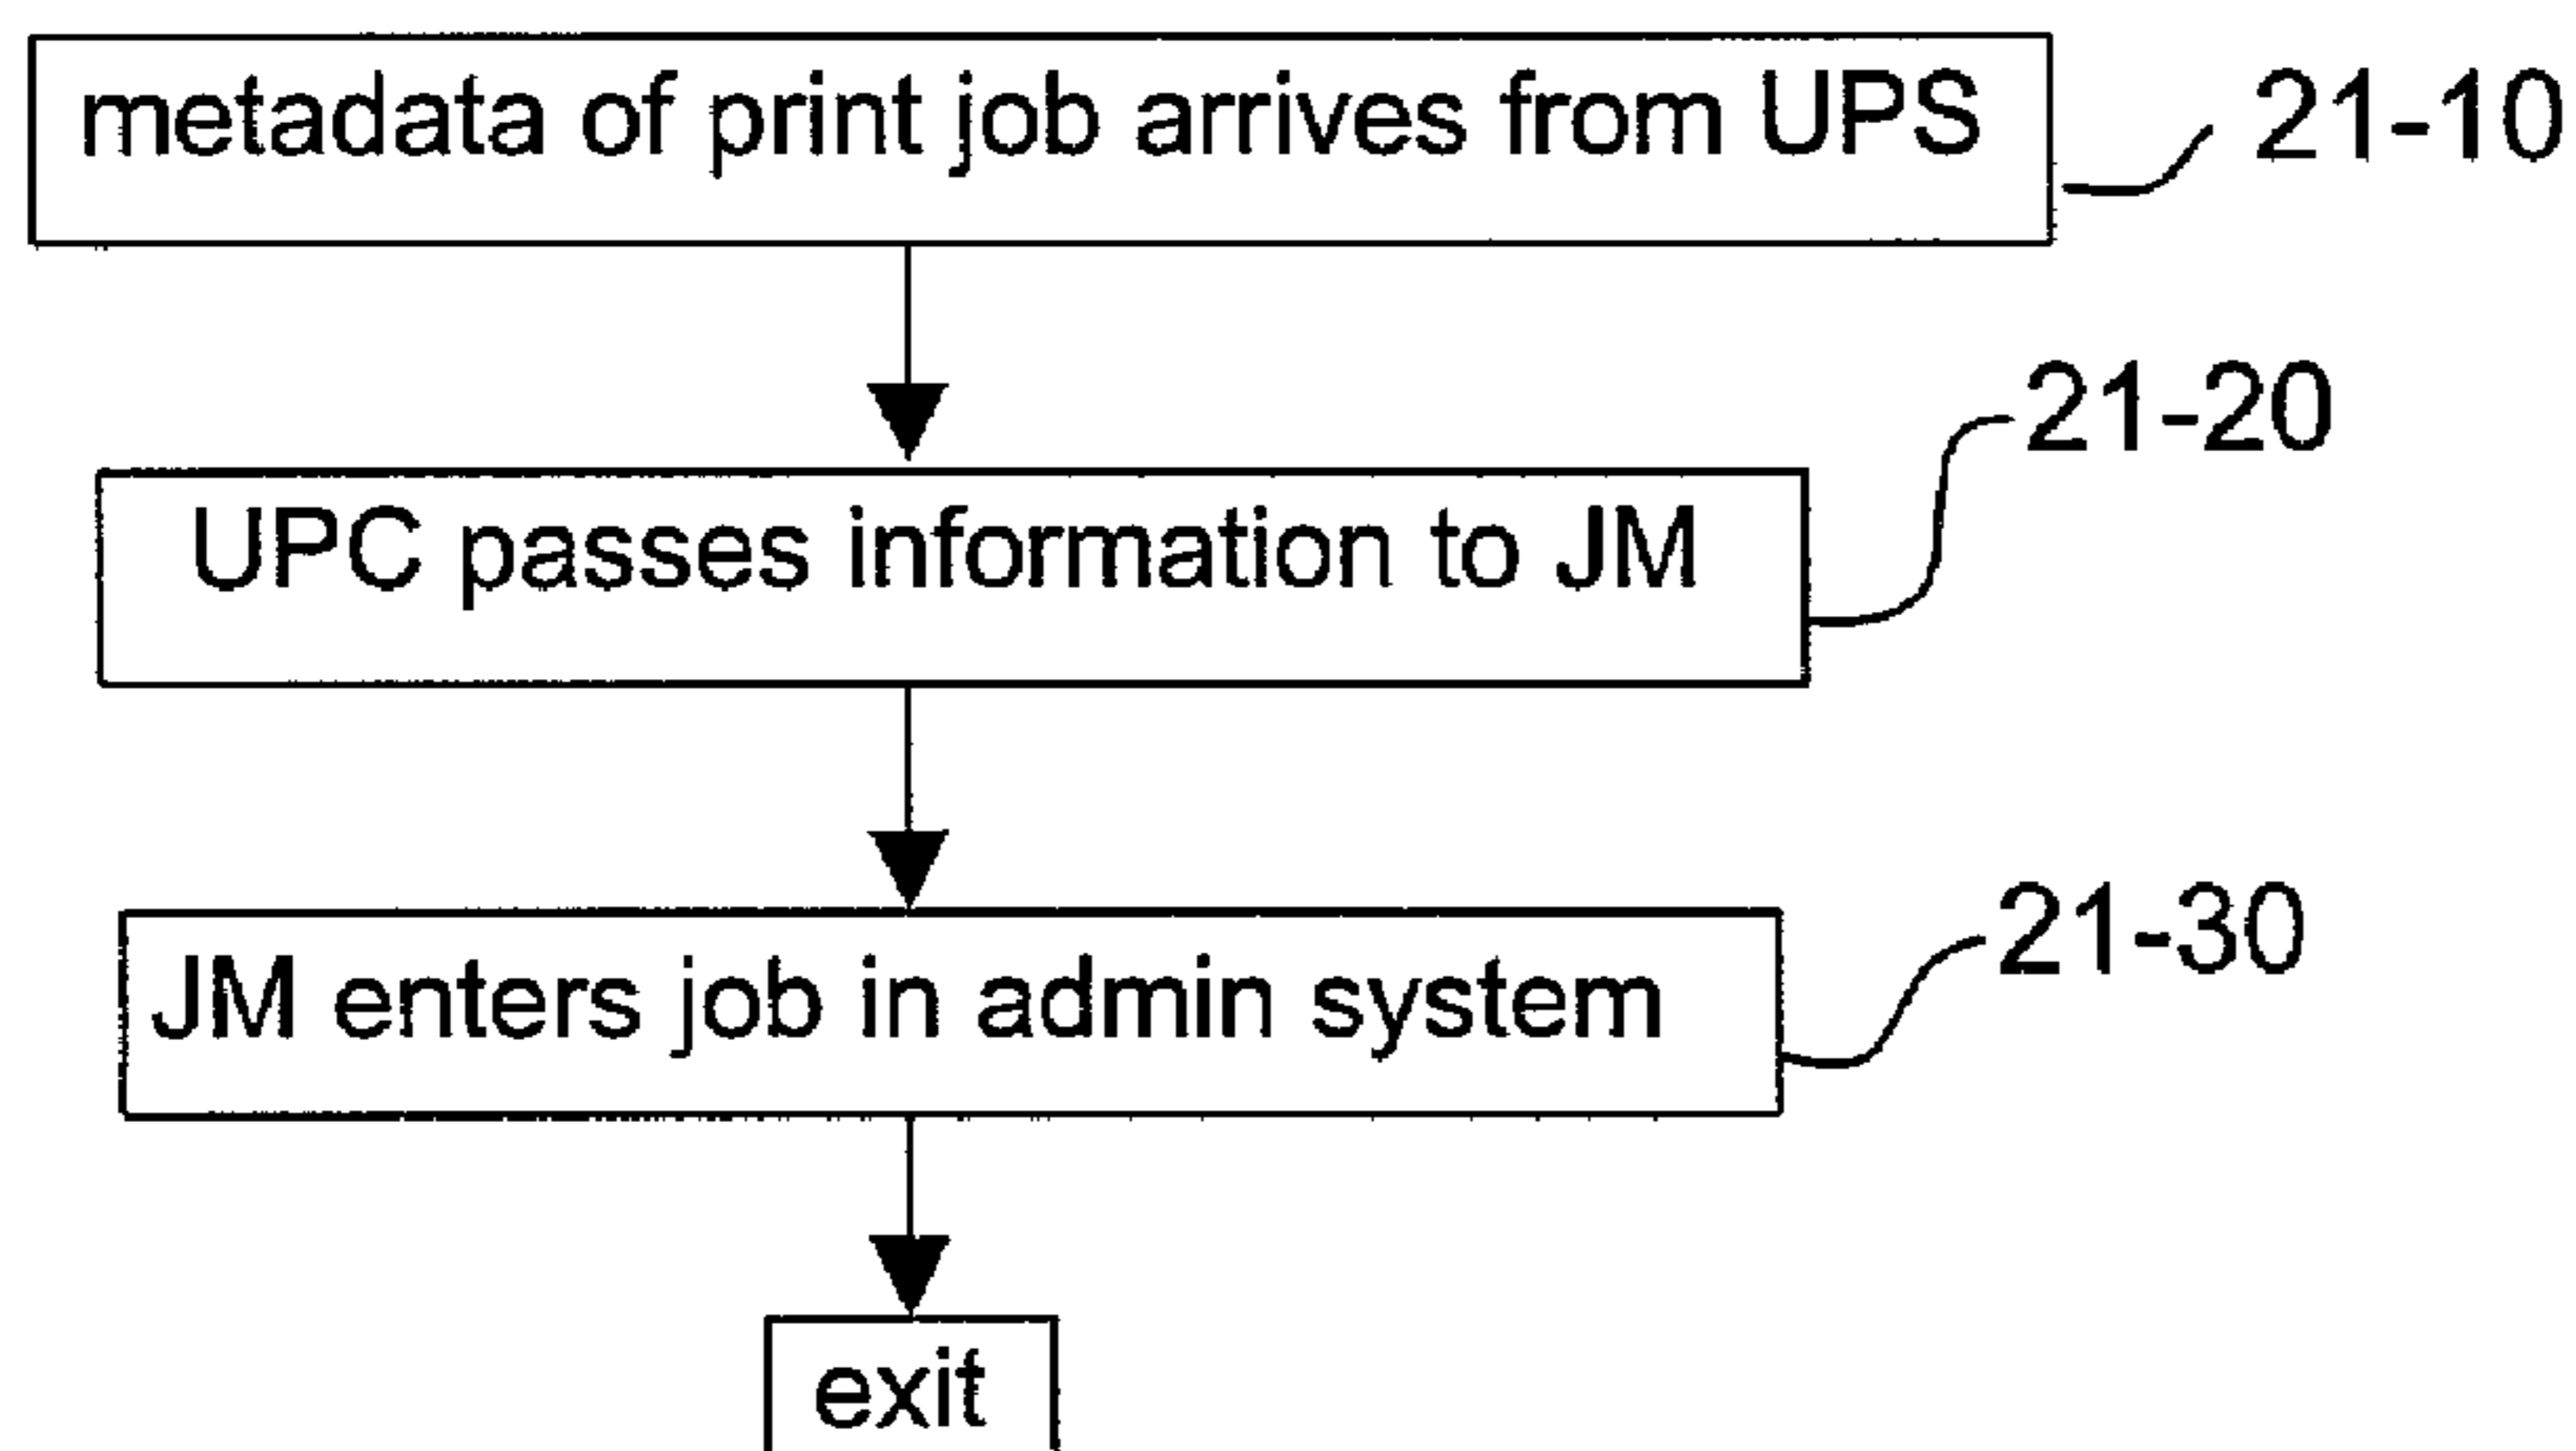 metadata of print job arrives from UPS
21-10
21-20
UPC passes information to JM
21-30
JM enters job in admin system
exit